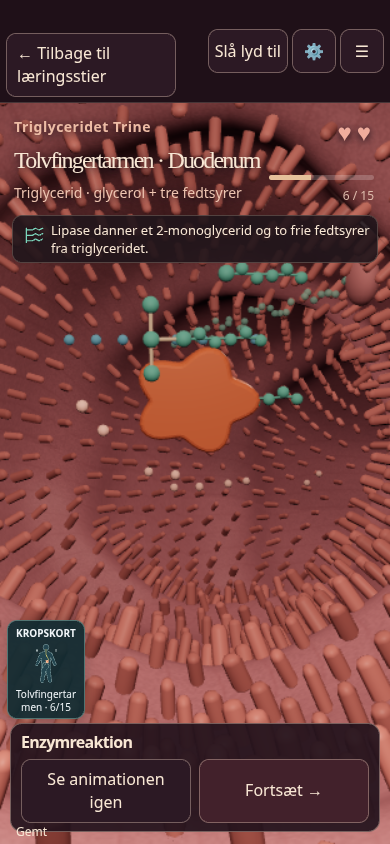 ← Tilbage til
læringsstier
Slå lyd til
Triglyceridet Trine
Tolvfingertarmen · Duodenum
Triglycerid · glycerol + tre fedtsyrer
6 / 15
Lipase danner et 2-monoglycerid og to frie fedtsyrer
fra triglyceridet.
KROPSKORT
Tolvfingertar
men · 6/15
Enzymreaktion
Se animationen
igen
Fortsæt →
Gemt